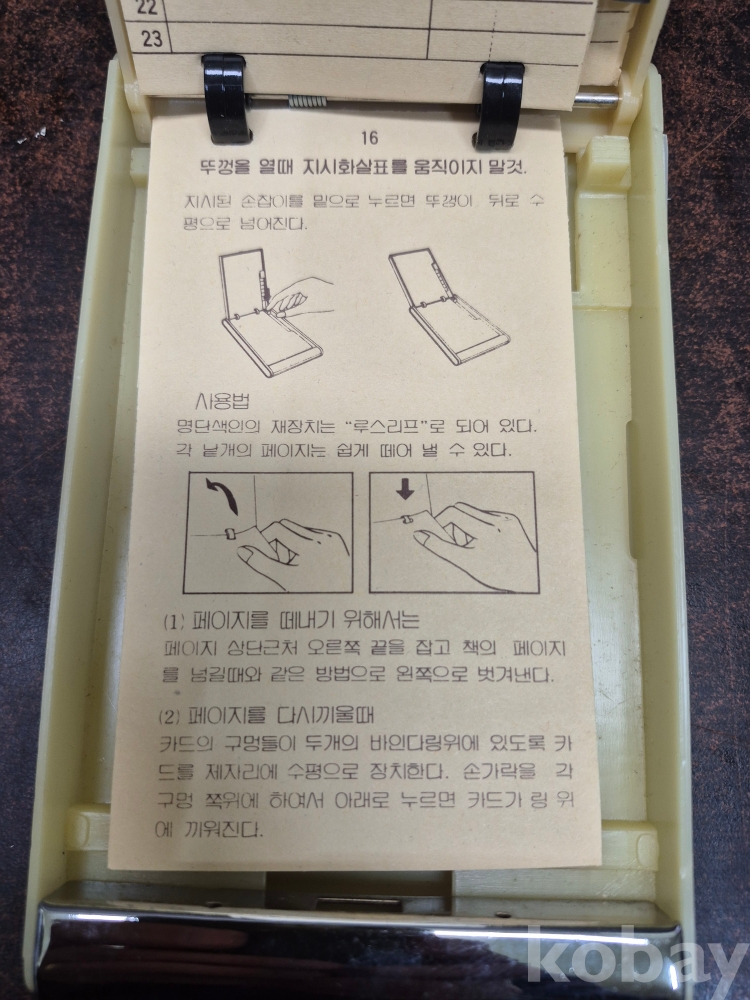 22
23
16
뚜껑을 열때 지시화살표를 움직이지 말것.
지시된 손잡이를 밑으로 누르면 뚜껑이 뒤로 수
평으로 넘어진다.
사용법
명단색인의 재장치는 “루스리프”로 되어 있다.
각 낱개의 페이지는 쉽게 떼어 낼 수 있다.
(1) 페이지를 떼내기 위해서는
페이지 상단근처 오른쪽 끝을 잡고 책의 페이지
를 넘길때와 같은 방법으로 왼쪽으로 벗겨낸다.
(2) 페이지를 다시끼울때
카드의 구멍들이 두개의 바인다링위에 있도록 카
드를 제자리에 수평으로 장치한다. 손가락을 각
구멍 쪽위에 하여서 아래로 누르면 카드가 링 위
에 끼워진다.
kobay